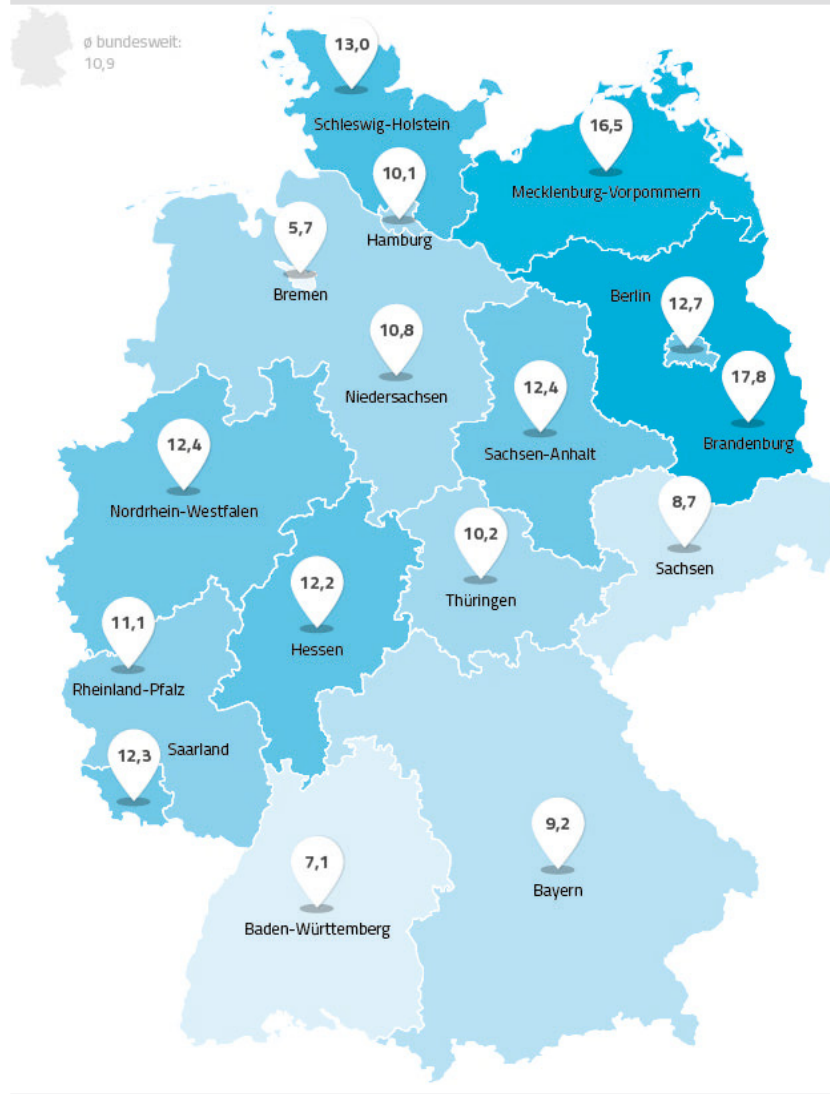 ø bundesweit:
10,9
13,0
Schleswig-Holstein
16,5
Mecklenburg-Vorpommern
10,1
Hamburg
5,7
Bremen
Berlin
12,7
10,8
Niedersachsen
12,4
Sachsen-Anhalt
17,8
Brandenburg
12,4
Nordrhein-Westfalen
8,7
Sachsen
10,2
Thüringen
12,2
Hessen
11,1
Rheinland-Pfalz
Saarland
12,3
9,2
Bayern
7,1
Baden-Württemberg